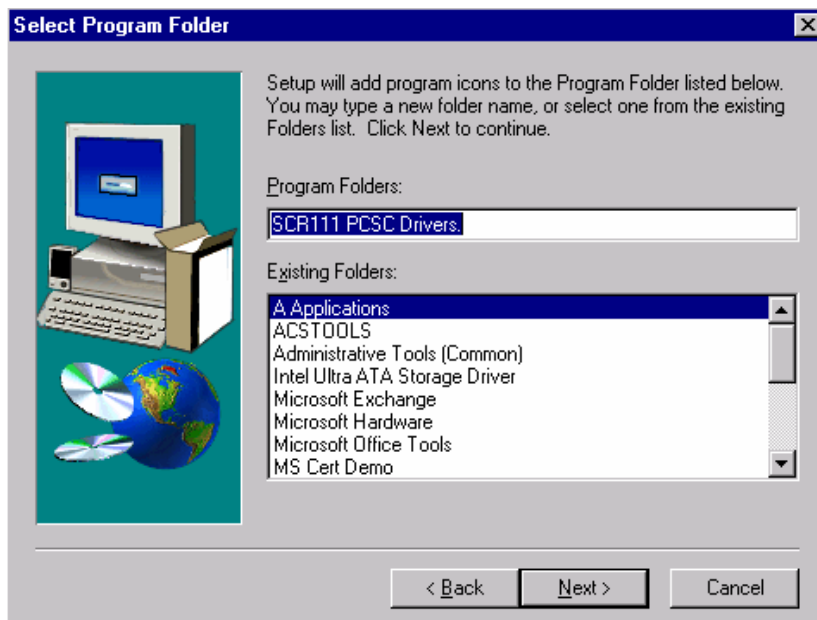 Select Program Folder
Setup will add program icons to the Program Folder listed below.
You may type a new folder name, or select one from the existing
Folders list. Click Next to continue.
Program Folders:
SCR111 PCSC Drivers.
Existing Folders:
A Applications
ACSTOOLS
Administrative Tools (Common)
Intel Ultra ATA Storage Driver
Microsoft Exchange
Microsoft Hardware
Microsoft Office Tools
MS Cert Demo
< Back
Next >
Cancel